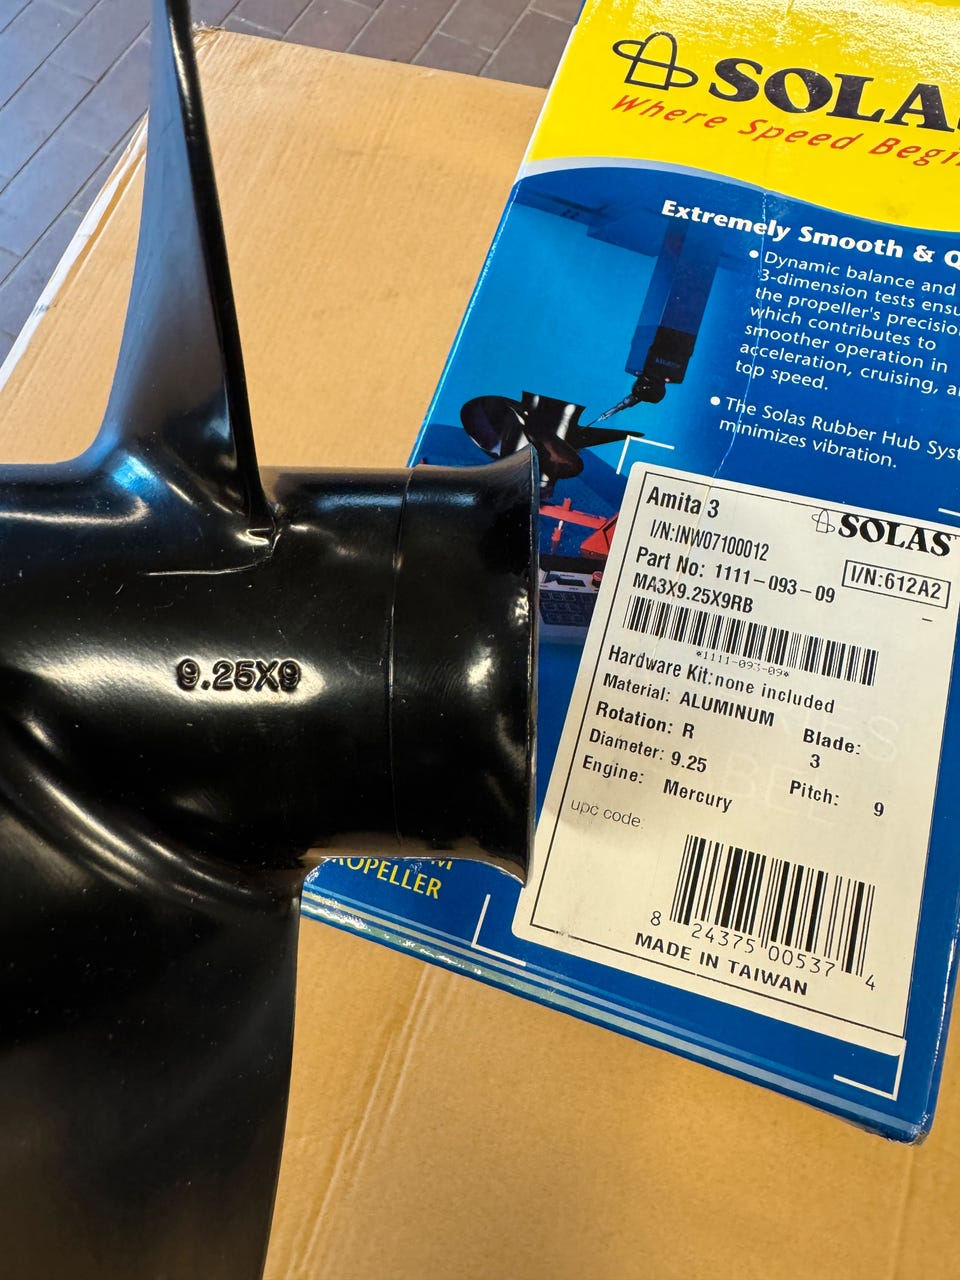 SOLAS
Where Speed Begi
Extremely Smooth & Q
• Dynamic balance and
3-dimension tests ensu
the propeller's precisio
which contributes to
smoother operation in
acceleration, cruising, a
top speed.
• The Solas Rubber Hub Syst
minimizes vibration.
Amita 3
SOLAS
I/N:INW07100012
I/N:612A2
Part No: 1111-093-09
MA3X9.25X9RB
*1111-093-09*
Hardware Kit:none included
Material: ALUMINUM
Rotation: R
Blade: 3
Diameter: 9.25
Pitch: 9
Engine: Mercury
upc code:
8 24375 00537 4
MADE IN TAIWAN
9.25X9
M
ROPELLER